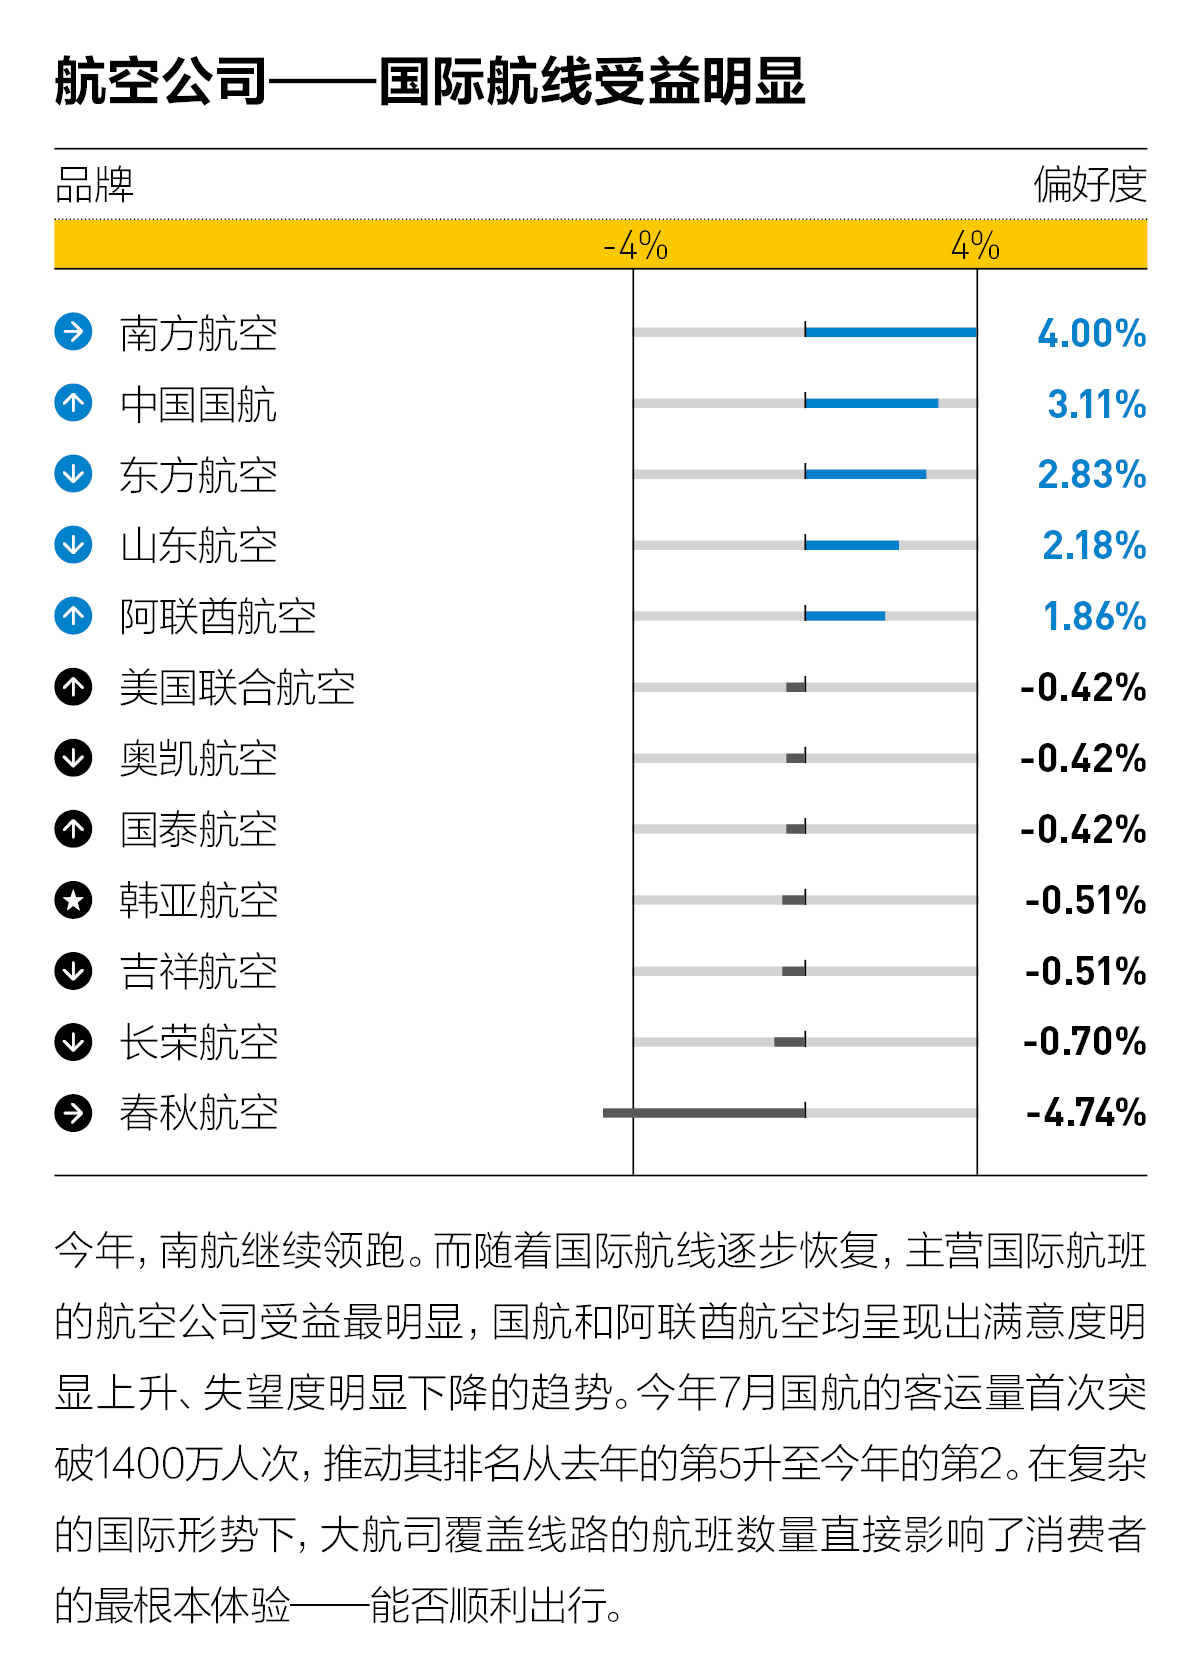 航空公司——国际航线受益明显
品牌 偏好度
-4% 4%
南方航空 4.00%
中国国航 3.11%
东方航空 2.83%
山东航空 2.18%
阿联酋航空 1.86%
美国联合航空 -0.42%
奥凯航空 -0.42%
国泰航空 -0.42%
韩亚航空 -0.51%
吉祥航空 -0.51%
长荣航空 -0.70%
春秋航空 -4.74%
今年，南航继续领跑。而随着国际航线逐步恢复，主营国际航班
的航空公司受益最明显，国航和阿联酋航空均呈现出满意度明
显上升、失望度明显下降的趋势。今年7月国航的客运量首次突
破1400万人次，推动其排名从去年的第5升至今年的第2。在复杂
的国际形势下，大航司覆盖线路的航班数量直接影响了消费者
的最根本体验——能否顺利出行。